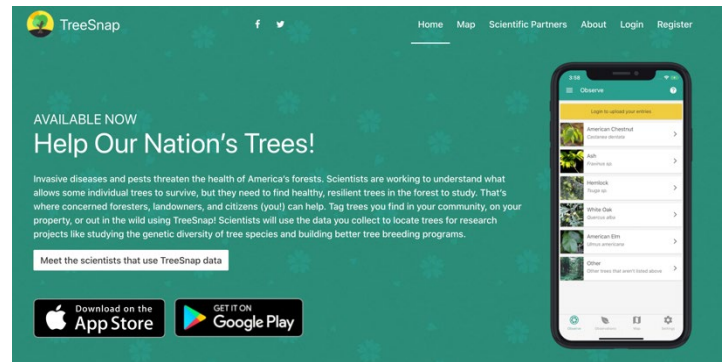 TreeSnap
Home Map Scientific Partners About Login Register
AVAILABLE NOW
Help Our Nation's Trees!
Invasive diseases and pests threaten the health of America's forests. Scientists are working to understand what
allows some individual trees to survive, but they need to find healthy, resilient trees in the forest to study. That's
where concerned foresters, landowners, and citizens (you!) can help. Tag trees you find in your community, on your
property, or out in the wild using TreeSnap! Scientists will use the data you collect to locate trees for research
projects like studying the genetic diversity of tree species and building better tree breeding programs.
Meet the scientists that use TreeSnap data
Download on the
App Store
GET IT ON
Google Play
Observe
Login to upload your entries
American Chestnut
Castanea dentata
Ash
Fraxinus sp.
Hemlock
Tsuga sp.
White Oak
Quercus alba
American Elm
Ulmus americana
Other
Other trees that aren't listed above
Observe Map Settings